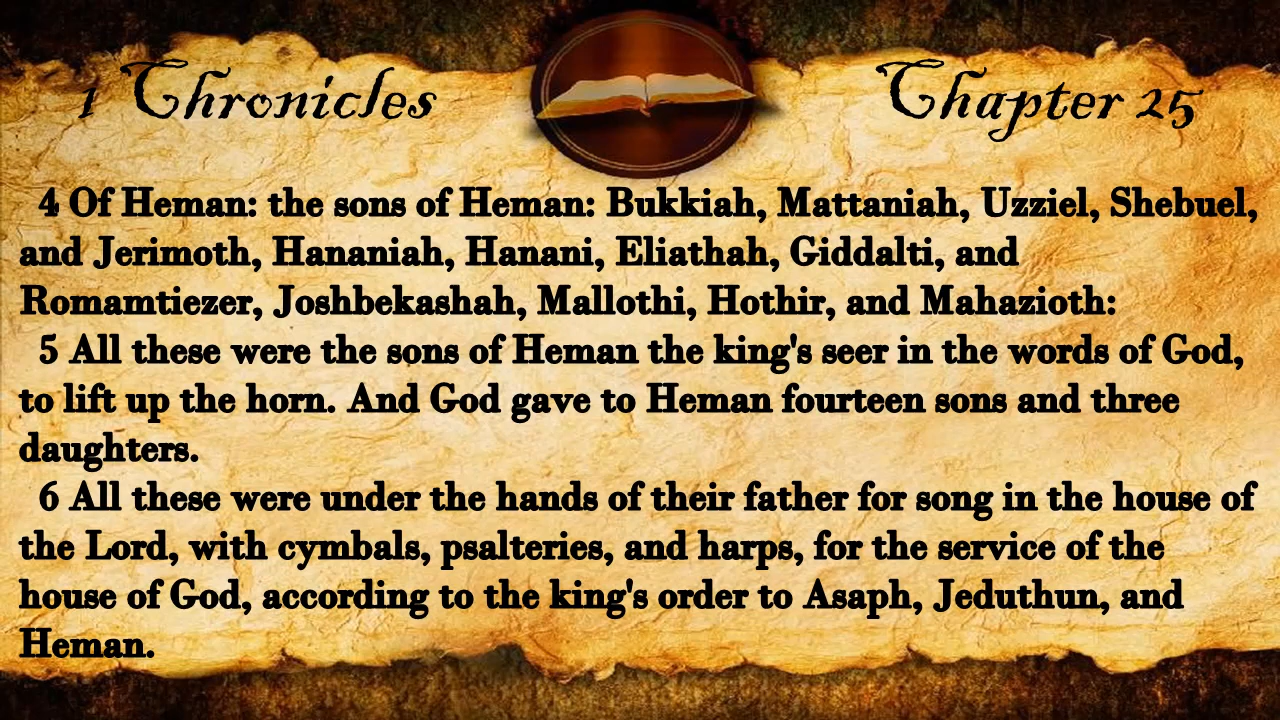 1 Chronicles
Chapter 25
4 Of Heman: the sons of Heman: Bukkiah, Mattaniah, Uzziel, Shebuel,
and Jerimoth, Hananiah, Hanani, Eliathah, Giddalti, and
Romamtiezer, Joshbekashah, Mallothi, Hothir, and Mahazioth:
5 All these were the sons of Heman the king's seer in the words of God,
to lift up the horn. And God gave to Heman fourteen sons and three
daughters.
6 All these were under the hands of their father for song in the house of
the Lord, with cymbals, psalteries, and harps, for the service of the
house of God, according to the king's order to Asaph, Jeduthun, and
Heman.